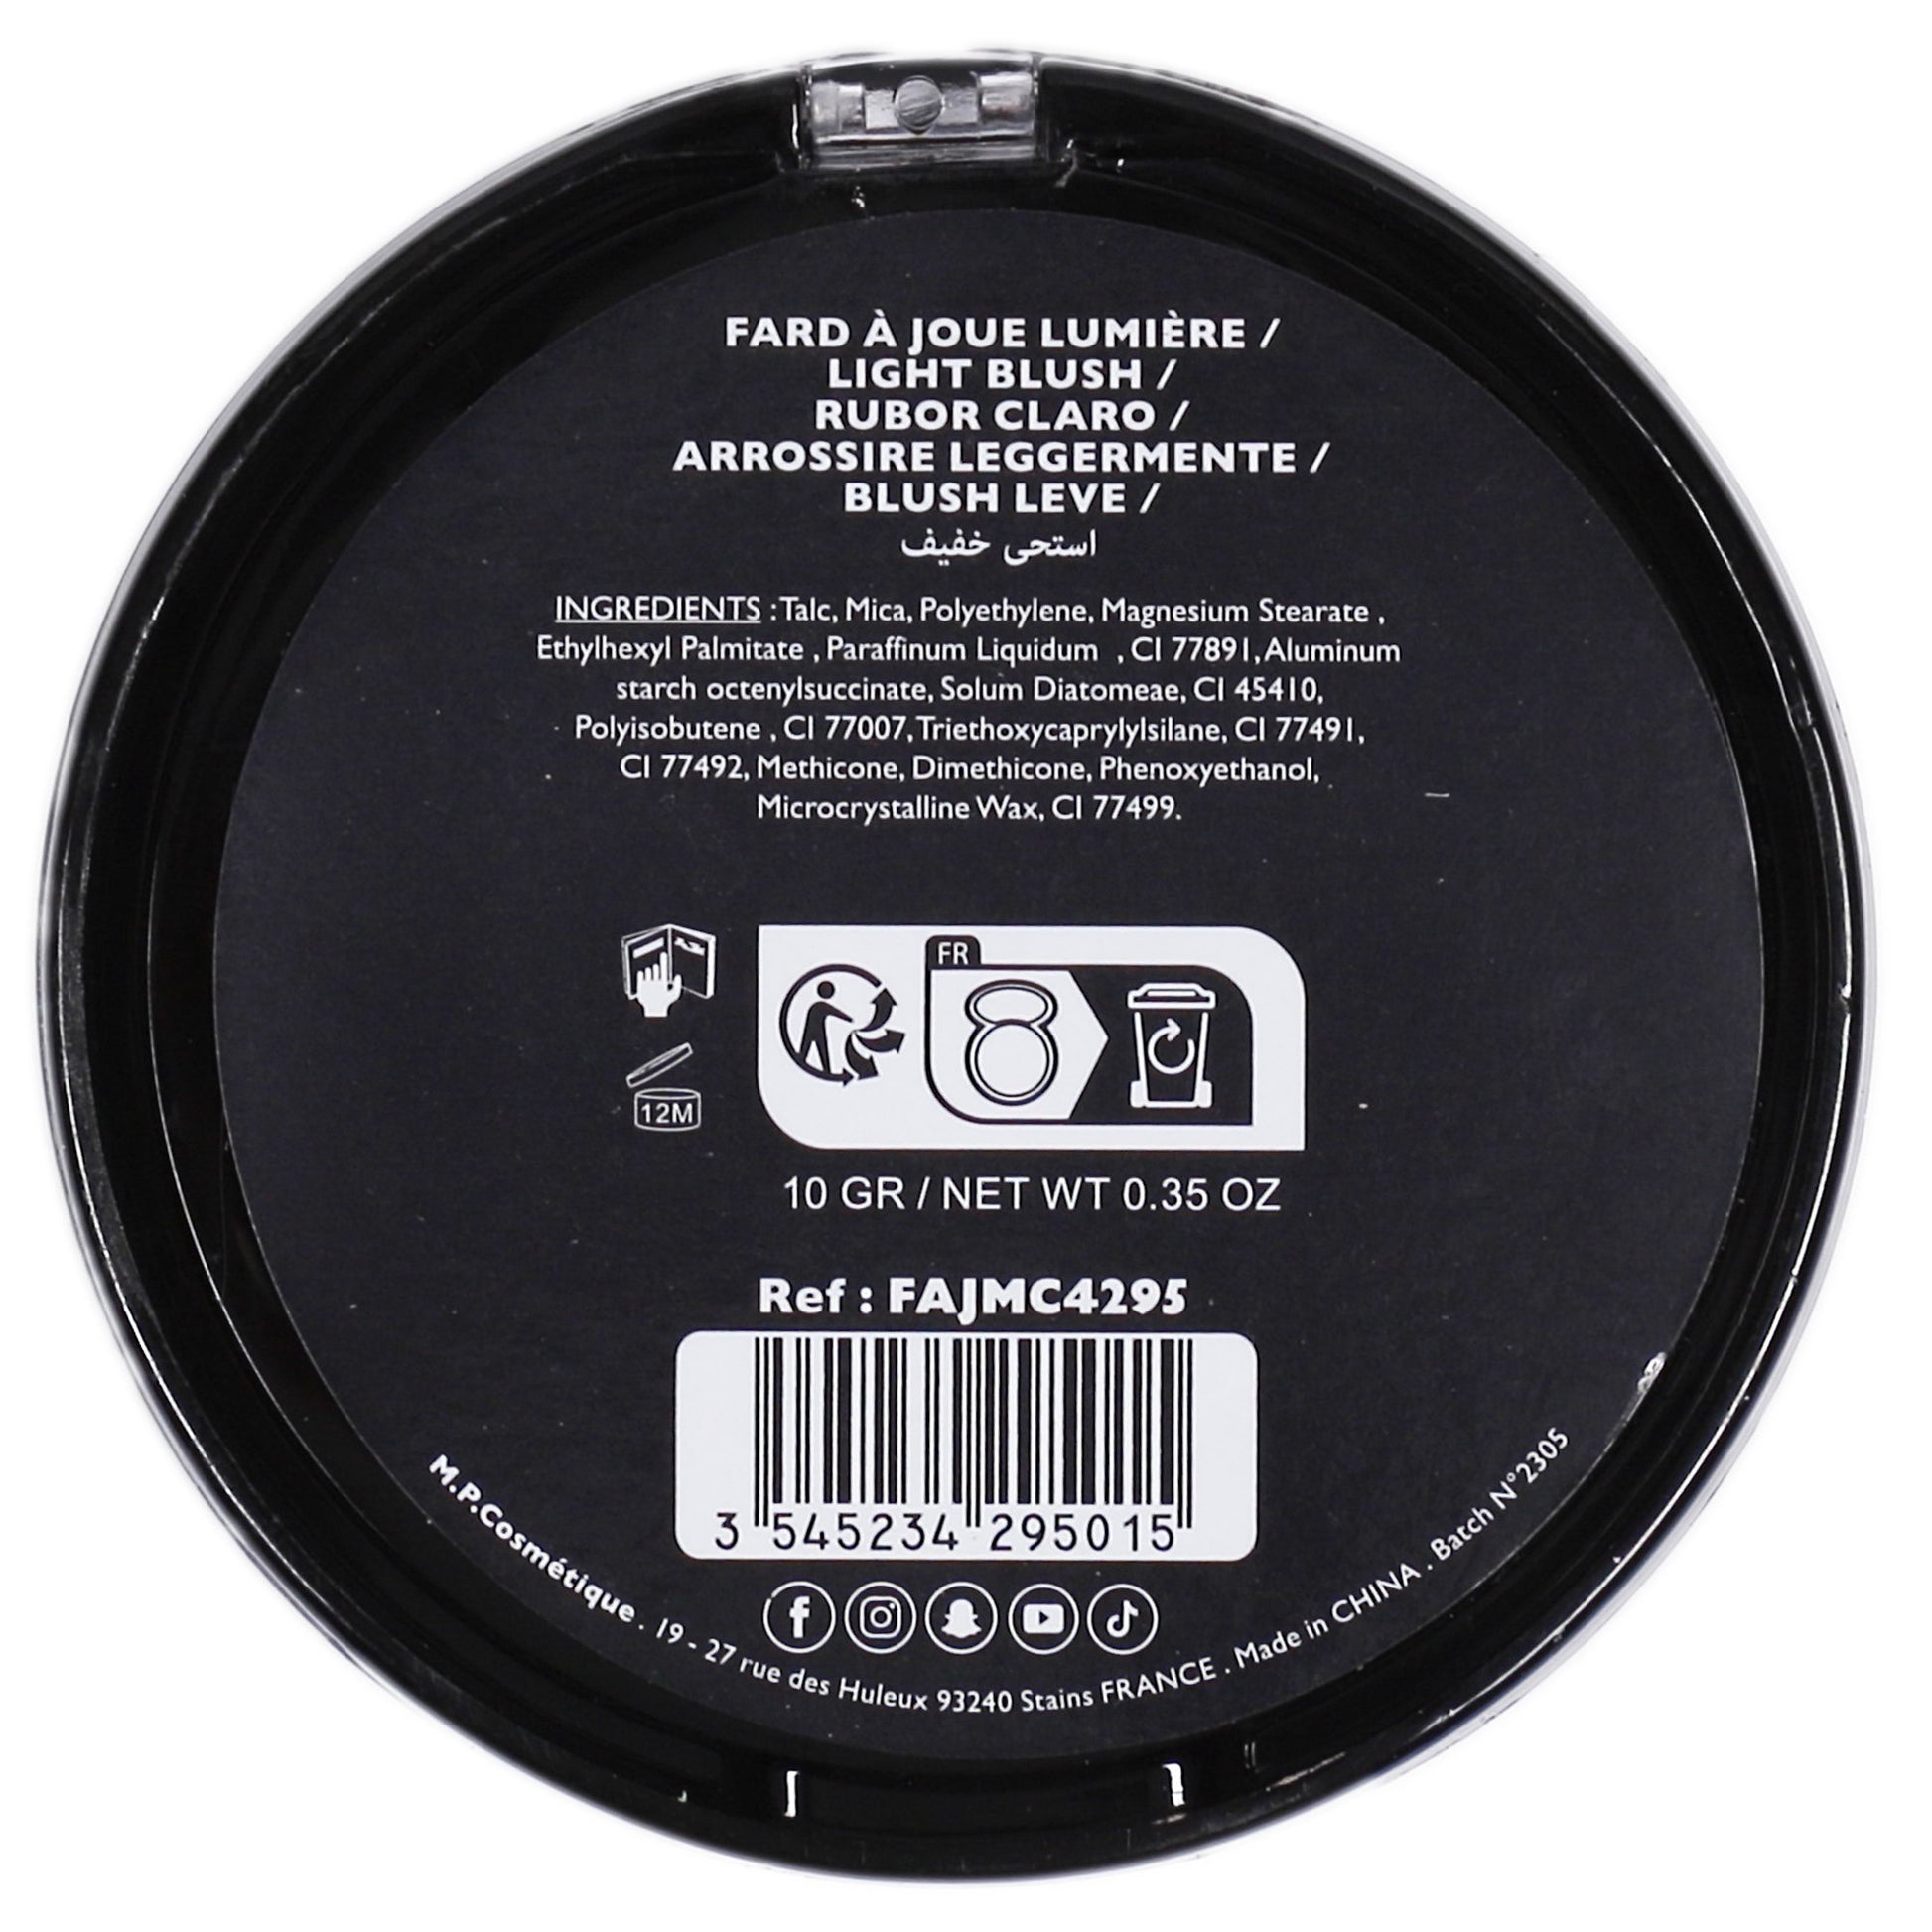 FARD À JOUE LUMIÈRE /
LIGHT BLUSH /
RUBOR CLARO /
ARROSSIRE LEGGERMENTE /
BLUSH LEVE /
استحى خفيف
INGREDIENTS : Talc, Mica, Polyethylene, Magnesium Stearate ,
Ethylhexyl Palmitate , Paraffinum Liquidum , CI 77891, Aluminum
starch octenylsuccinate, Solum Diatomeae, CI 45410,
Polyisobutene , CI 77007, Triethoxycaprylylsilane, CI 77491,
CI 77492, Methicone, Dimethicone, Phenoxyethanol,
Microcrystalline Wax, CI 77499.
FR
12M
10 GR / NET WT 0.35 OZ
Ref : FAJMC4295
3 545234 295015
M.P.Cosmétique . 19 - 27 rue des Huleux 93240 Stains FRANCE . Made in CHINA . Batch N°2305